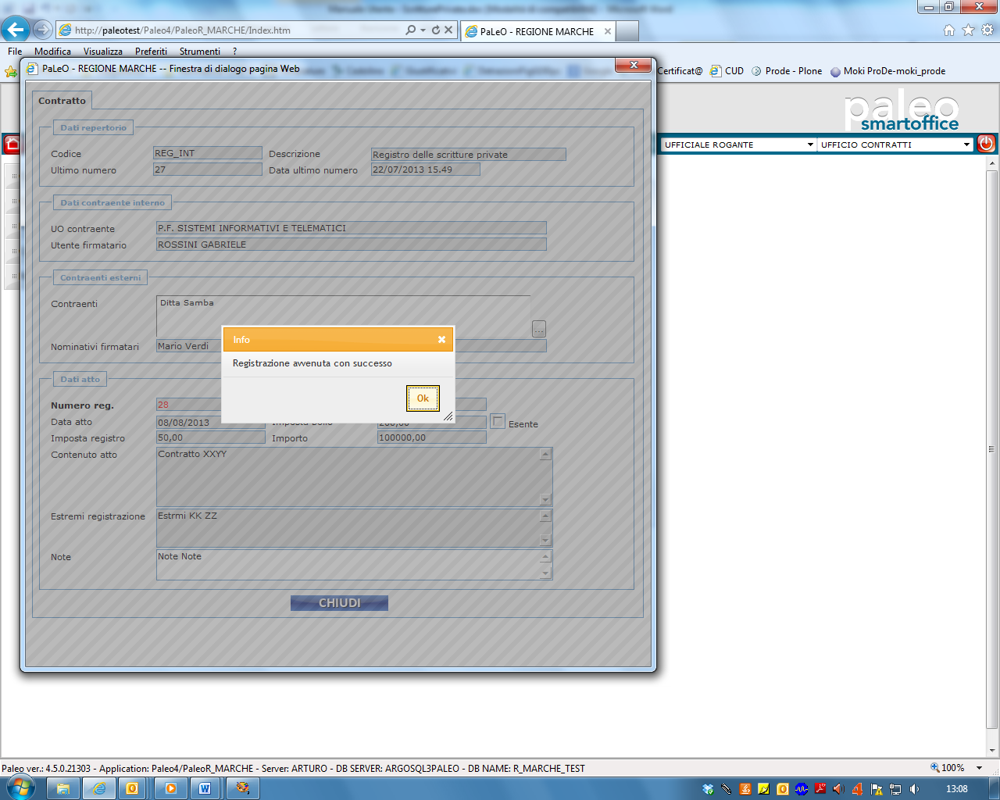 http://paleotest/Paleo4/PaleoR_MARCHE/Index.htm
PaLeO - REGIONE MARCHE
File Modifica Visualizza Preferiti Strumenti ?
PaLeO - REGIONE MARCHE -- Finestra di dialogo pagina Web
Certificat@ CUD Prode - Plone Moki ProDe-moki_prode
paleo
smartoffice
UFFICIALE ROGANTE UFFICIO CONTRATTI
Contratto
Dati repertorio
Codice REG_INT Descrizione Registro delle scritture private
Ultimo numero 27 Data ultimo numero 22/07/2013 15.49
Dati contraente interno
UO contraente P.F. SISTEMI INFORMATIVI E TELEMATICI
Utente firmatario ROSSINI GABRIELE
Contraenti esterni
Contraenti Ditta Samba
...
Nominativi firmatari Mario Verdi
Info
Registrazione avvenuta con successo
Ok
Dati atto
Numero reg. 28
Data atto 08/08/2013 Imposta bollo 200,00 Esente
Imposta registro 50,00 Importo 100000,00
Contenuto atto Contratto XXYY
Estremi registrazione Estrmi KK ZZ
Note Note Note
CHIUDI
Paleo ver.: 4.5.0.21303 - Application: Paleo4/PaleoR_MARCHE - Server: ARTURO - DB SERVER: ARGOSQL3PALEO - DB NAME: R_MARCHE_TEST
100%
13:08